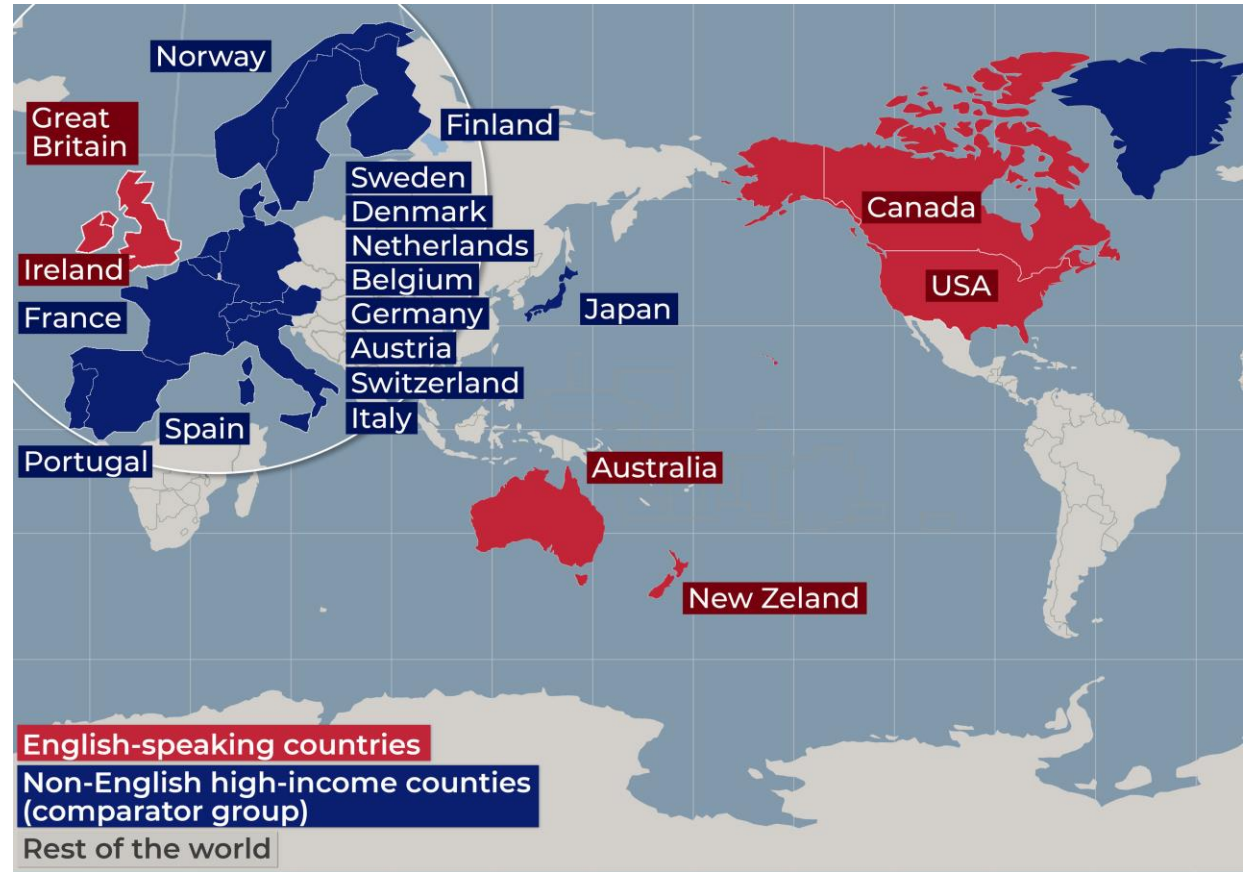 Norway
Great
Britain
Finland
Sweden
Denmark
Netherlands
Belgium
Germany
Austria
Switzerland
Italy
Ireland
France
Spain
Portugal
Japan
Canada
USA
Australia
New Zeland
English-speaking countries
Non-English high-income counties
(comparator group)
Rest of the world